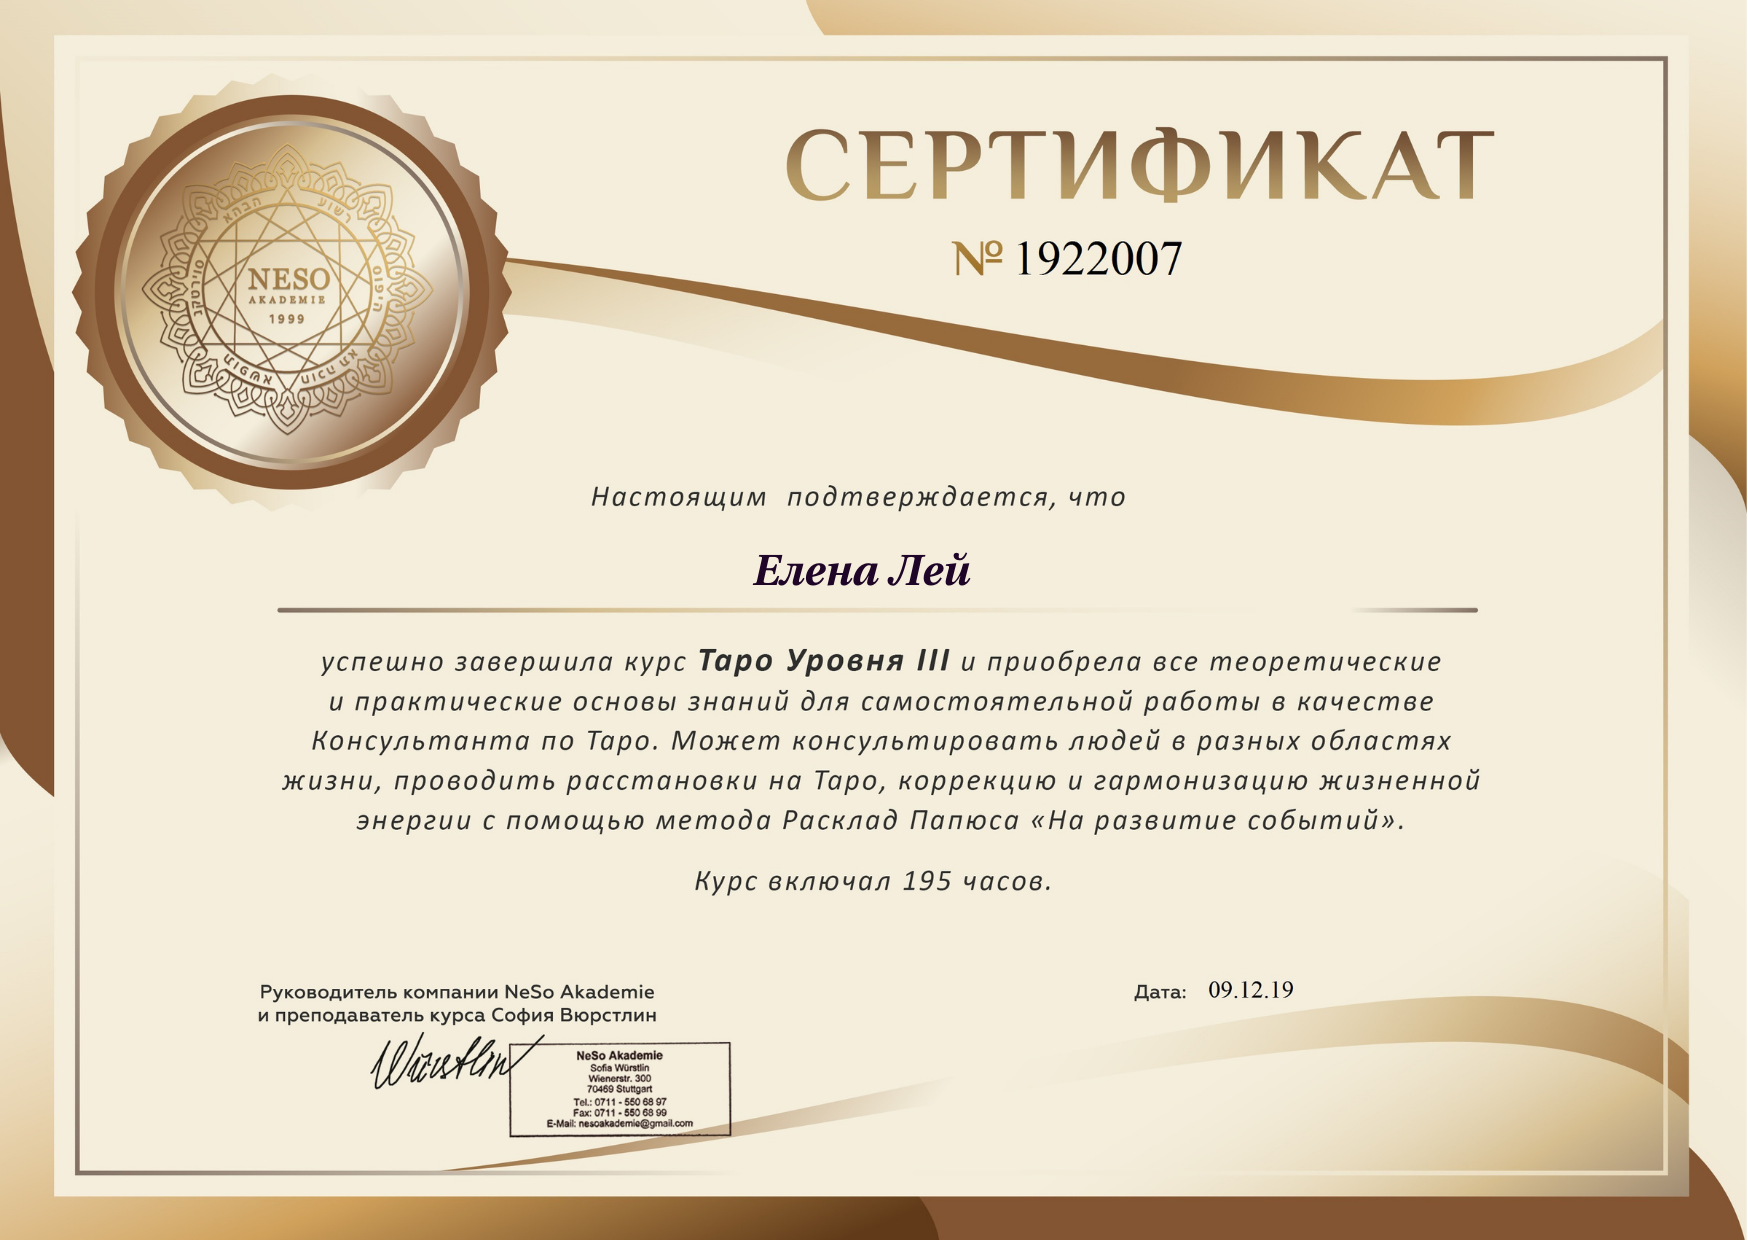 СЕРТИФИКАТ
№ 1922007
NESO
AKADEMIE
1999
Настоящим подтверждается, что
Елена Лей
успешно завершила курс Таро Уровня III и приобрела все теоретические
и практические основы знаний для самостоятельной работы в качестве
Консультанта по Таро. Может консультировать людей в разных областях
жизни, проводить расстановки на Таро, коррекцию и гармонизацию жизненной
энергии с помощью метода Расклад Папюса «На развитие событий».
Курс включал 195 часов.
Руководитель компании NeSo Akademie
и преподаватель курса София Вюрстлин
Дата: 09.12.19
Würstlin
NeSo Akademie
Sofia Würstlin
Wienerstr. 300
70469 Stuttgart
Tel.: 0711 - 550 68 97
Fax: 0711 - 550 68 99
E-Mail: nesoakademie@gmail.com